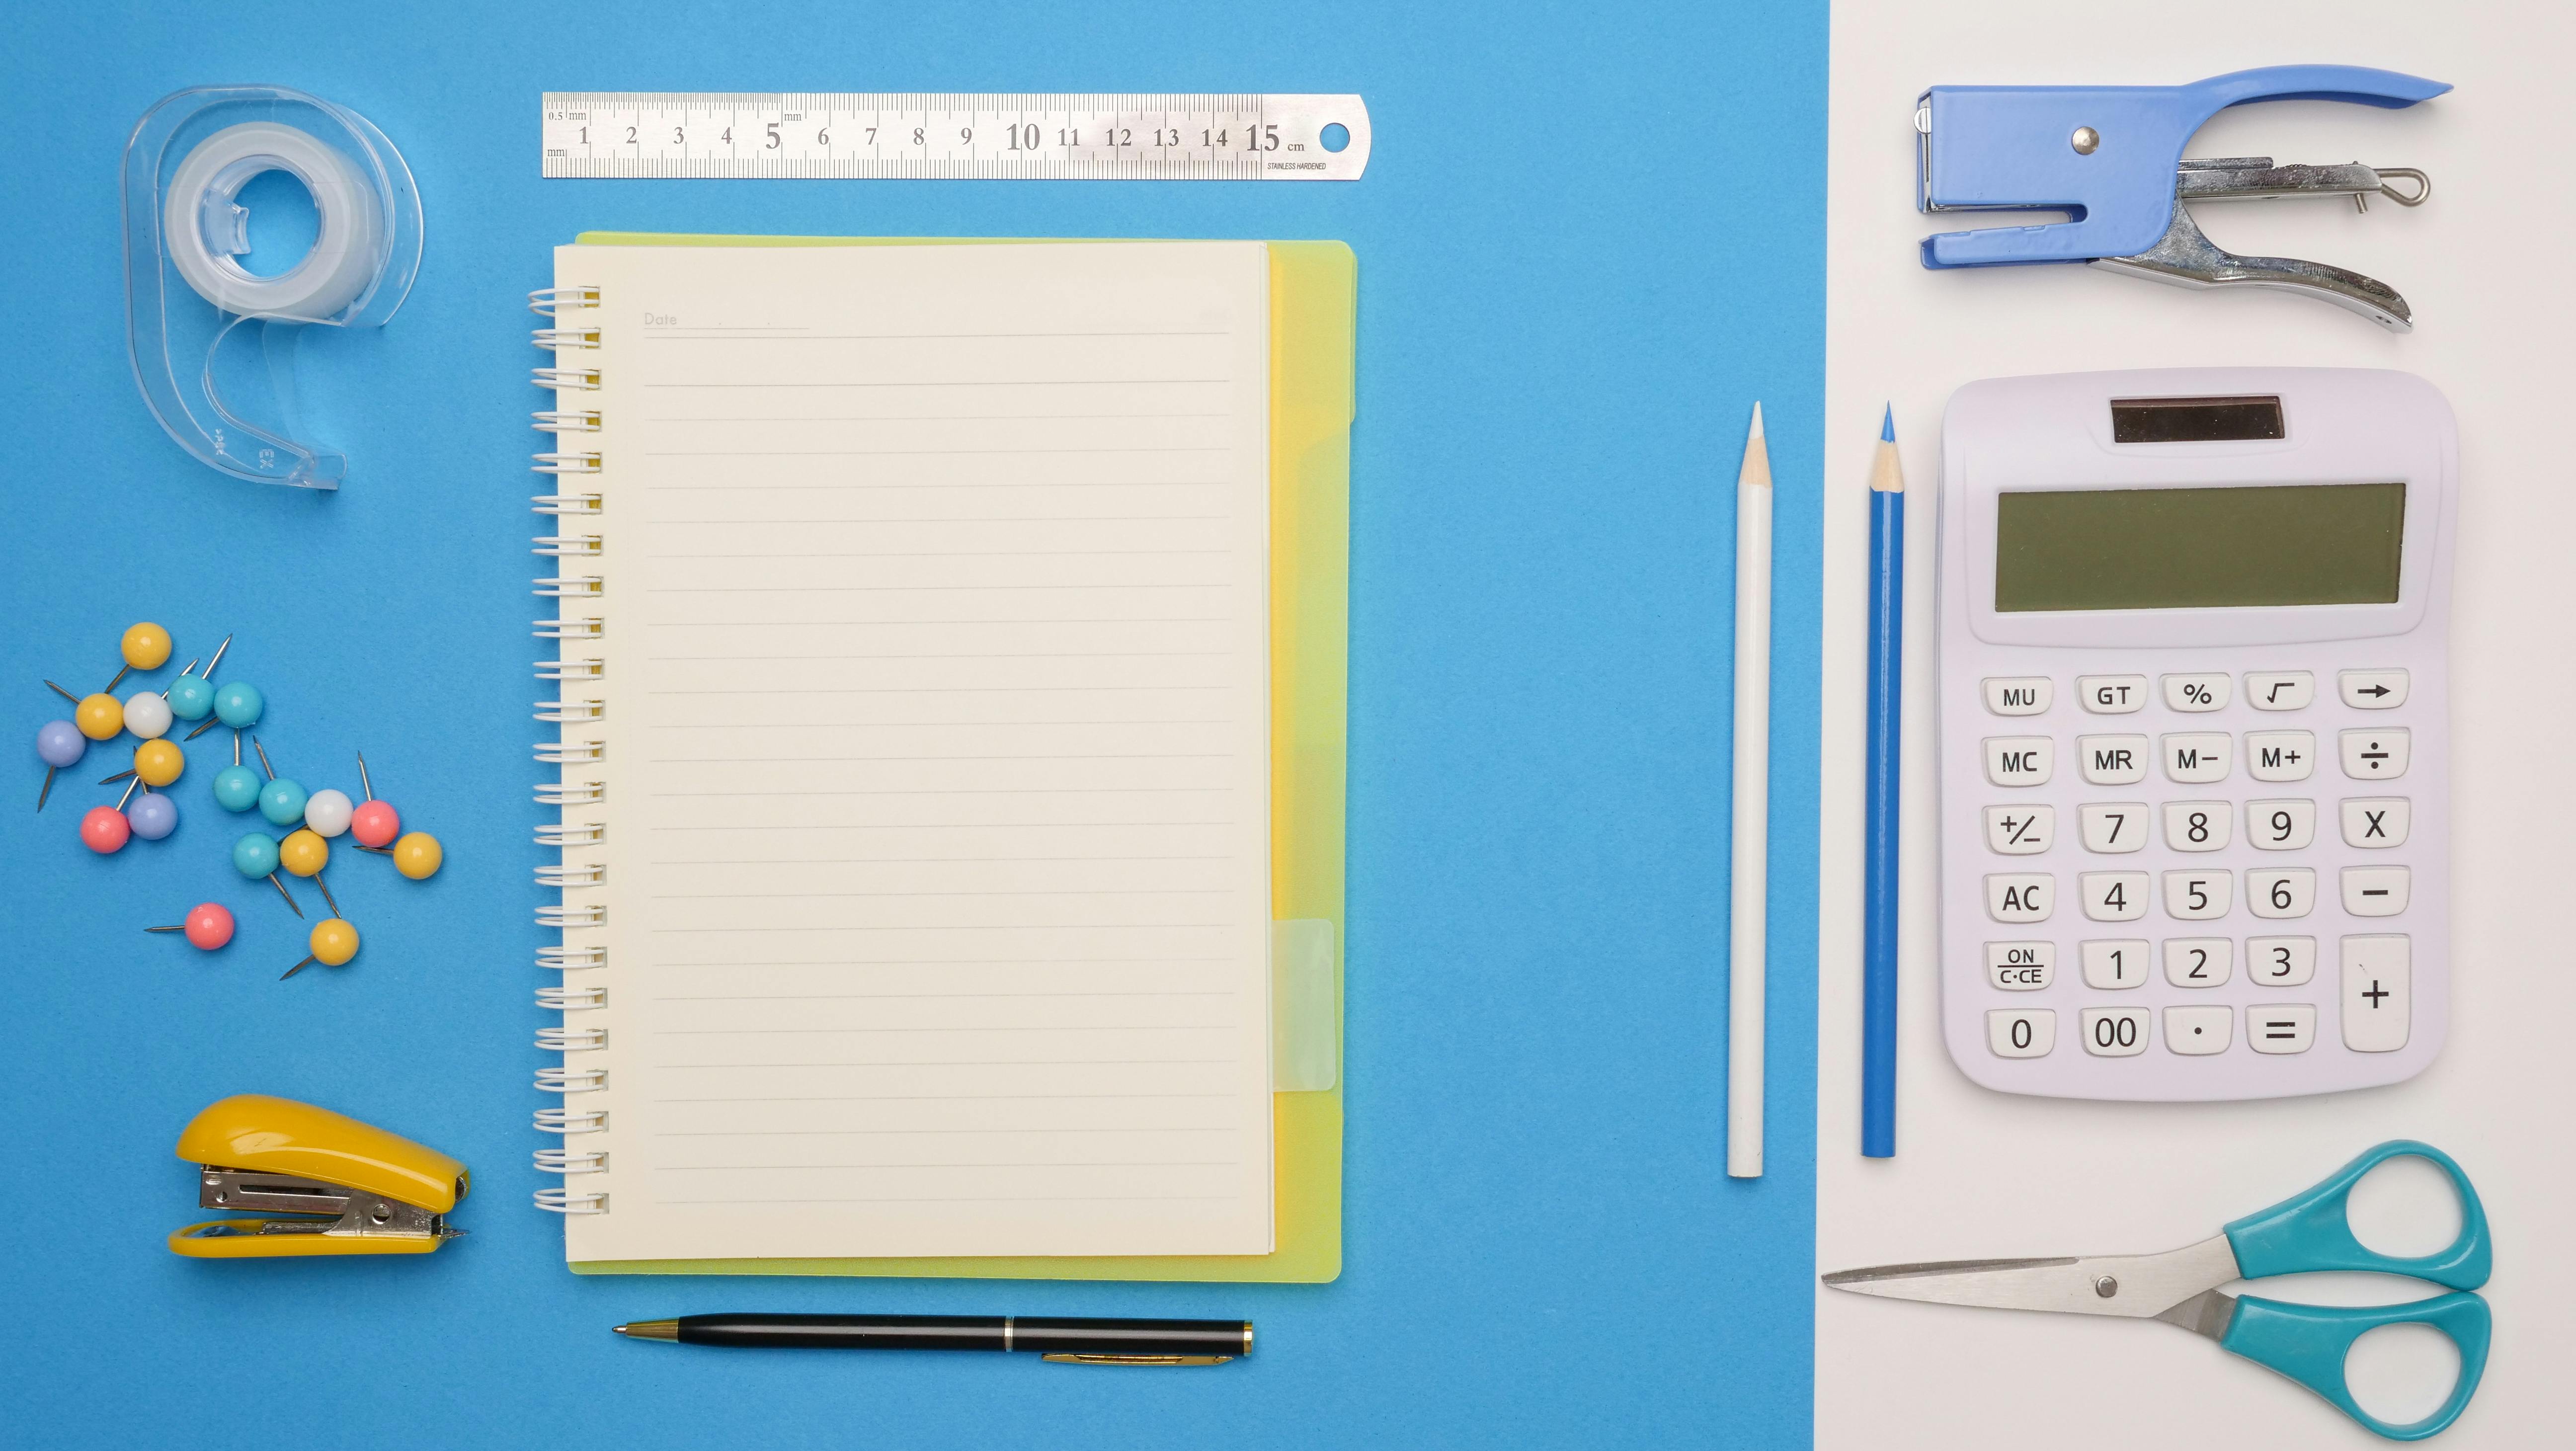 0.5 mm mm
1 2 3 4 5 6 7 8 9 10 11 12 13 14 15 cm
mm
STAINLESS HARDENED
Date
MU GT % √ →
MC MR M− M+ ÷
+/− 7 8 9 X
AC 4 5 6 −
ON
C·CE
1 2 3
+
0 00 · =